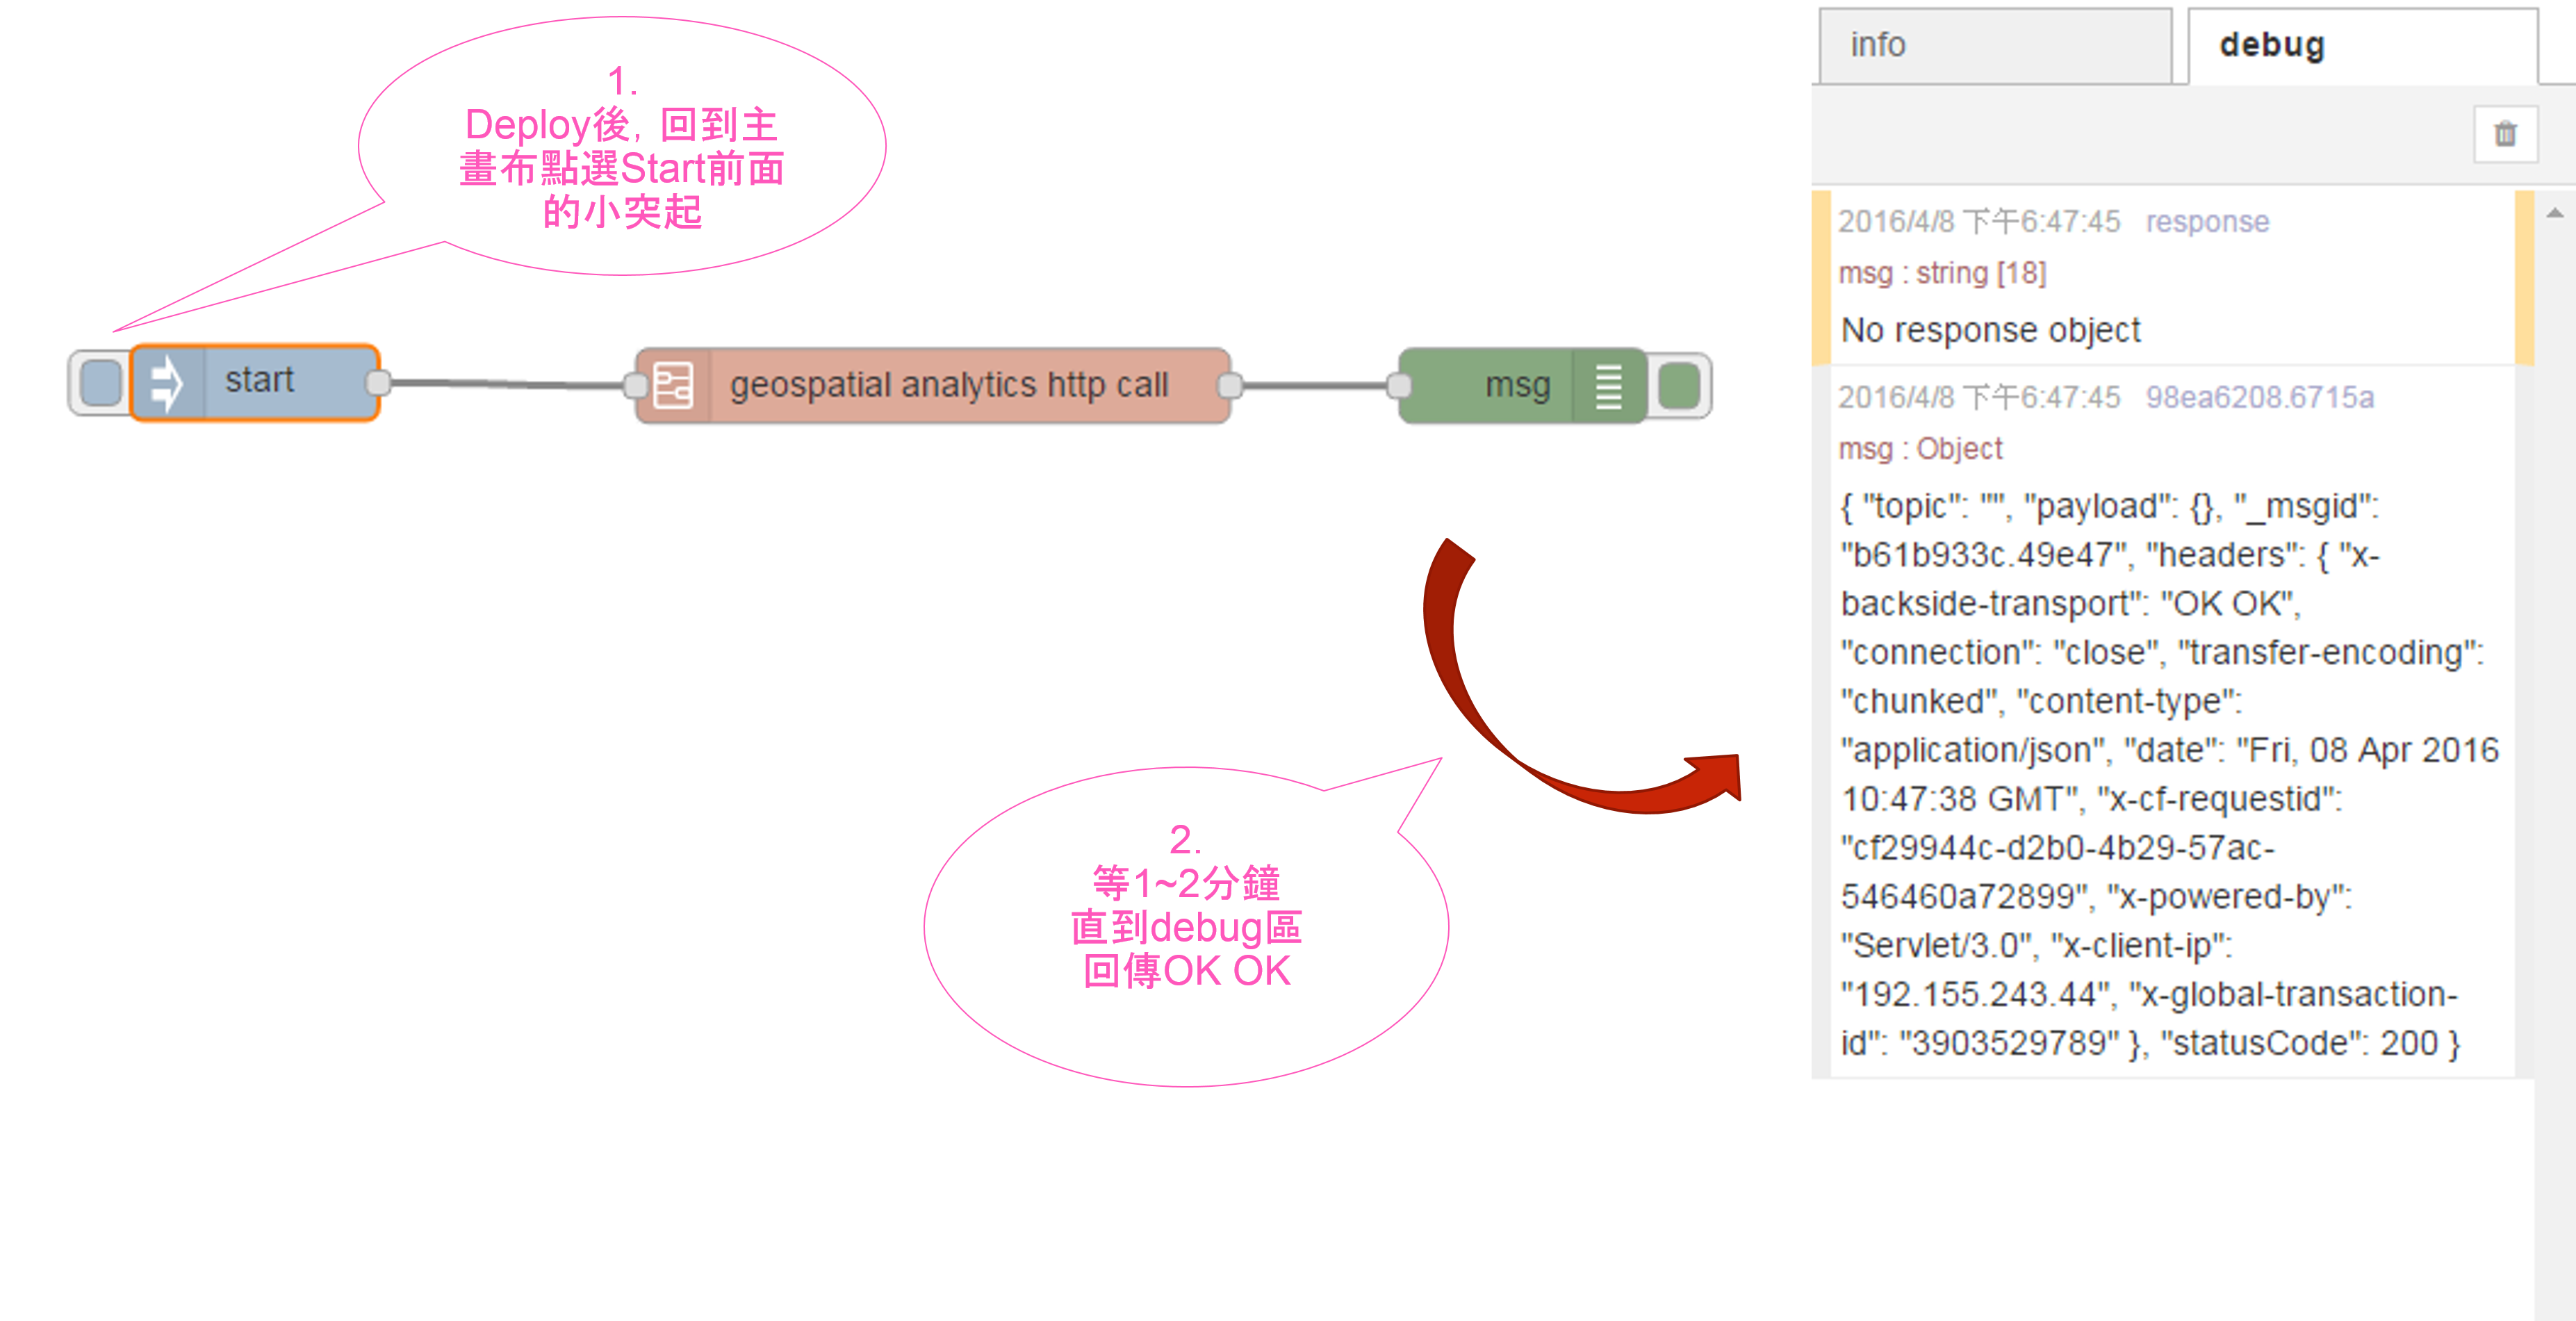 1.
Deploy後, 回到主
畫布點選Start前面
的小突起
start
geospatial analytics http call
msg
2.
等1~2分鐘
直到debug區
回傳OK OK
info
debug
2016/4/8 下午6:47:45 response
msg : string [18]
No response object
2016/4/8 下午6:47:45 98ea6208.6715a
msg : Object
{ "topic": "", "payload": {}, "_msgid":
"b61b933c.49e47", "headers": { "x-
backside-transport": "OK OK",
"connection": "close", "transfer-encoding":
"chunked", "content-type":
"application/json", "date": "Fri, 08 Apr 2016
10:47:38 GMT", "x-cf-requestid":
"cf29944c-d2b0-4b29-57ac-
546460a72899", "x-powered-by":
"Servlet/3.0", "x-client-ip":
"192.155.243.44", "x-global-transaction-
id": "3903529789" }, "statusCode": 200 }